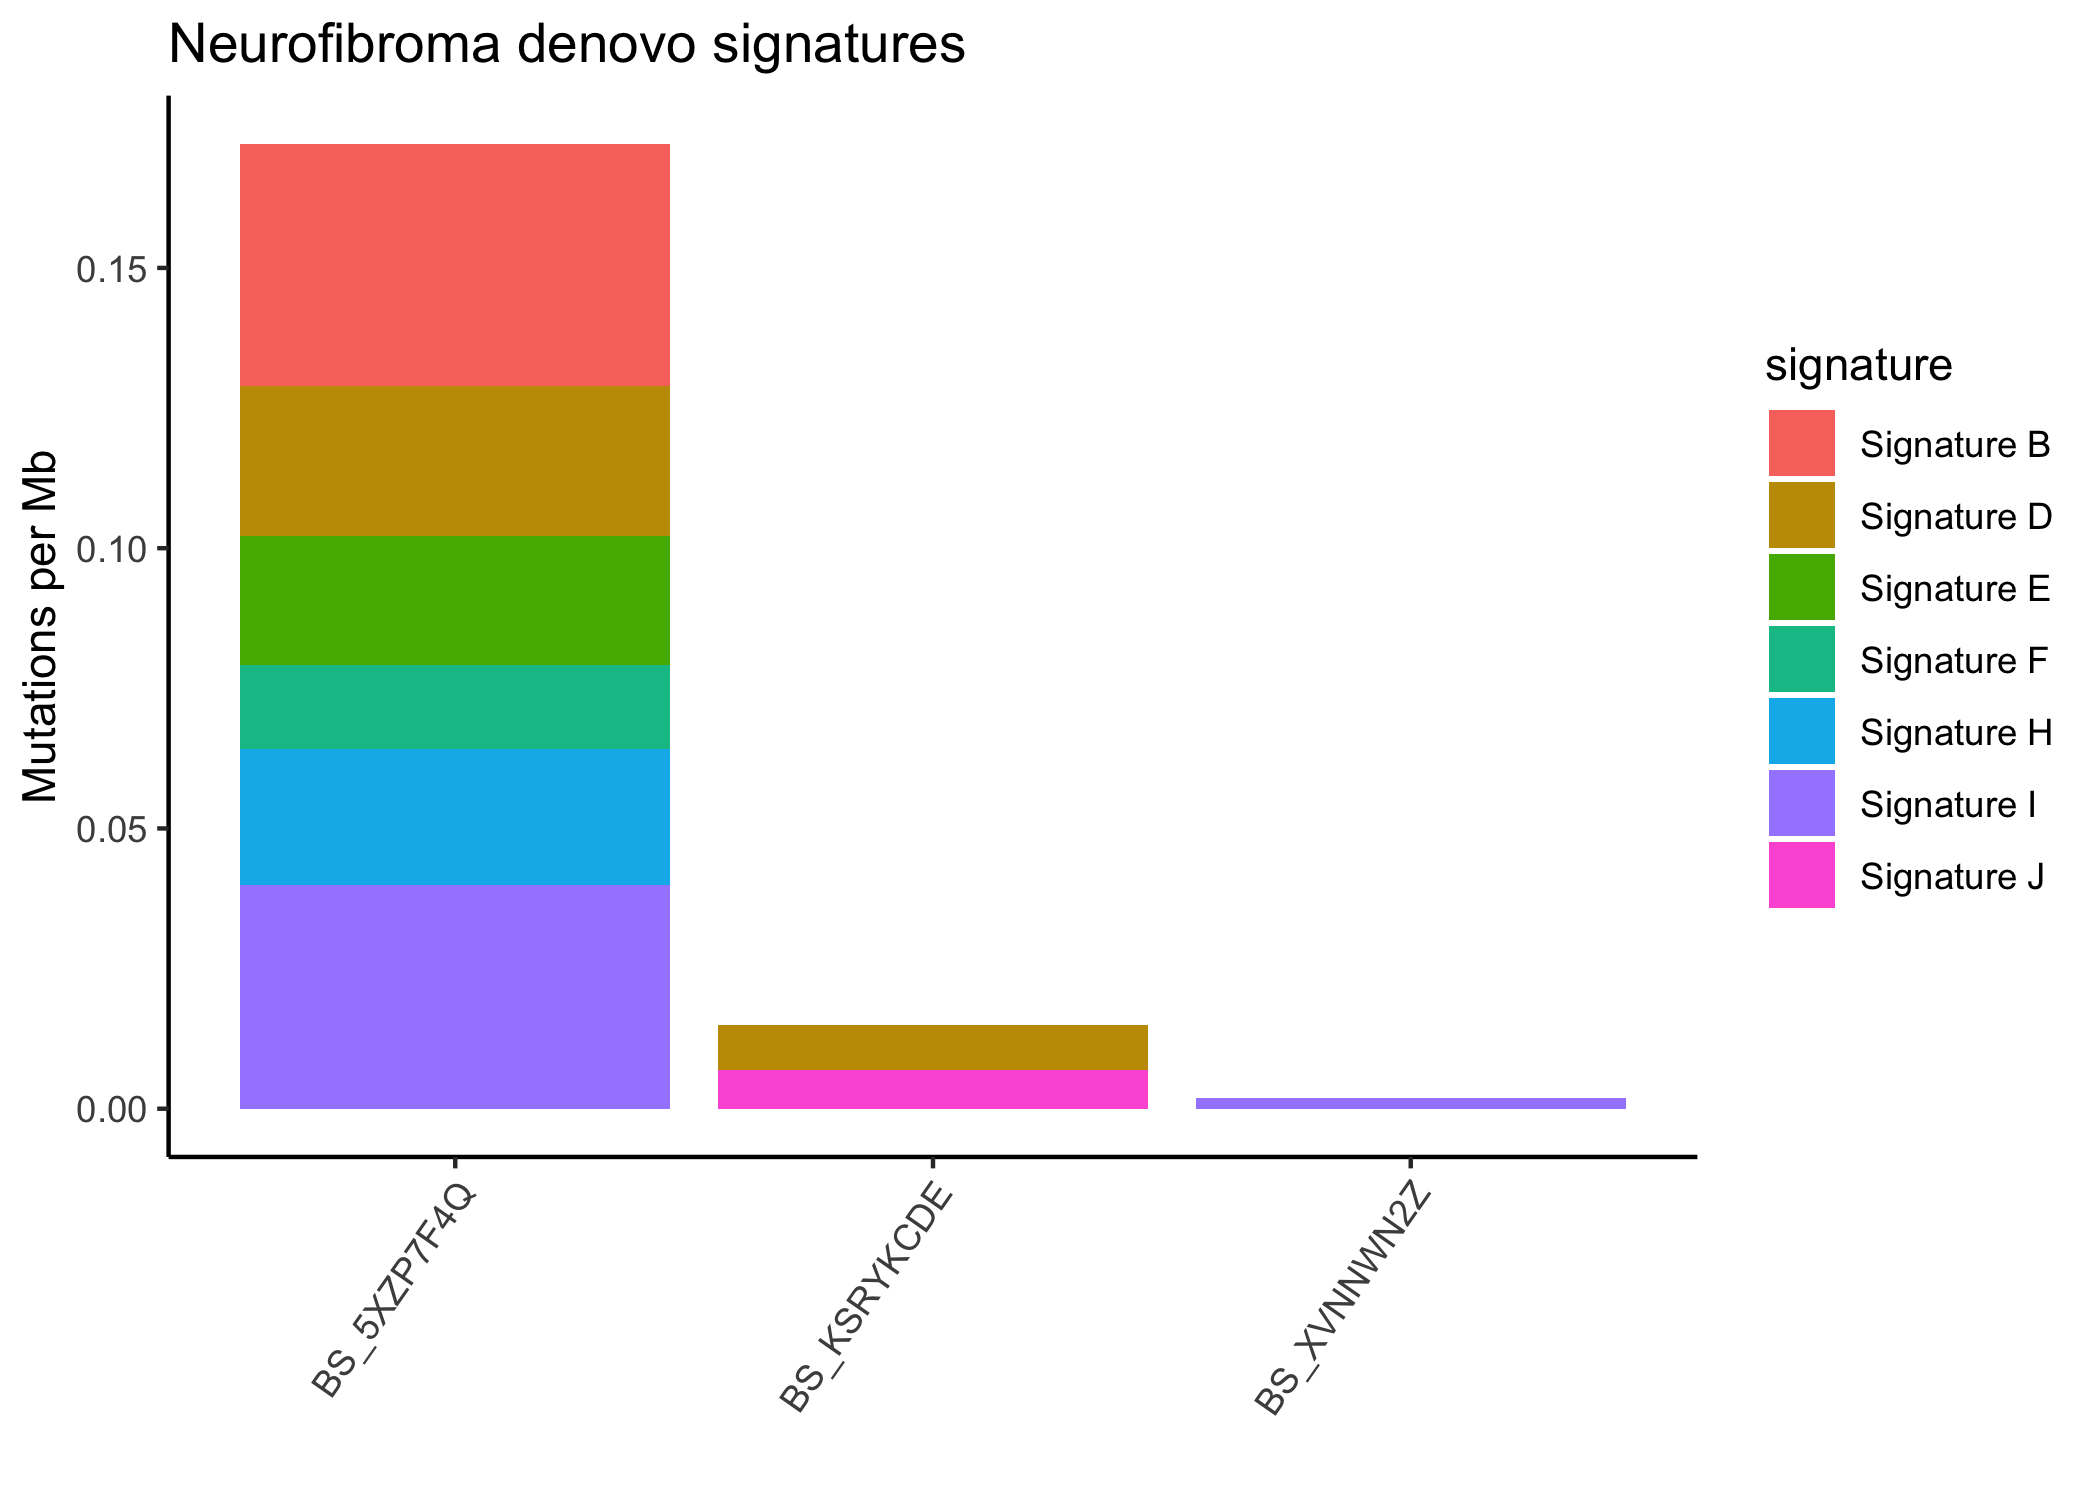 Neurofibroma denovo signatures
Mutations per Mb
0.15
0.10
0.05
0.00
BS_5XZP7F4Q
BS_KSRYKCDE
BS_XVNNWN2Z
signature
Signature B
Signature D
Signature E
Signature F
Signature H
Signature I
Signature J